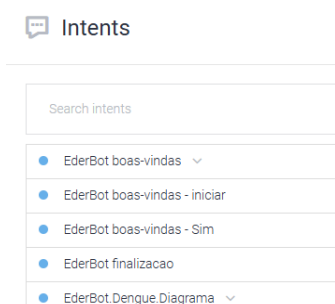 Intents
Search intents
EderBot boas-vindas
EderBot boas-vindas - iniciar
EderBot boas-vindas - Sim
EderBot finalizacao
EderBot.Dengue.Diagrama